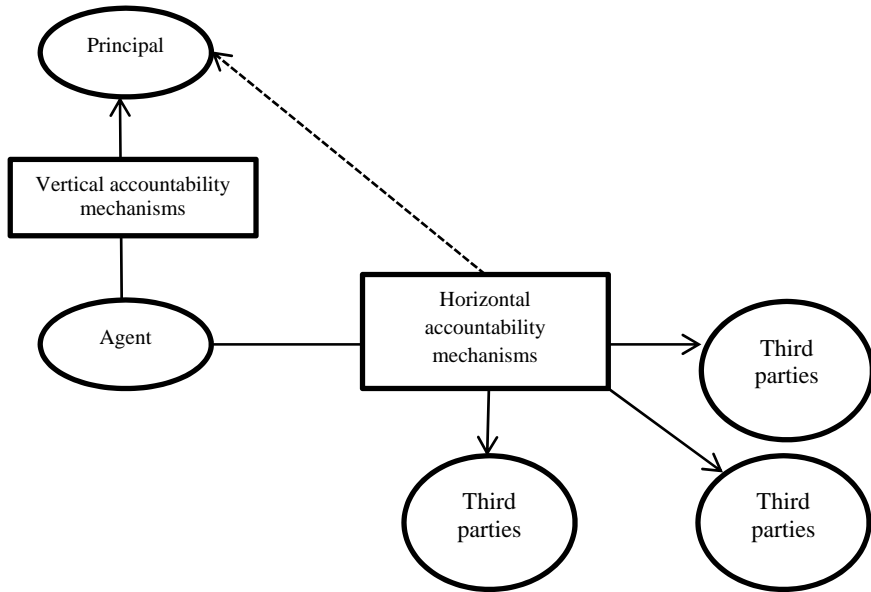 Principal
Vertical accountability
mechanisms
Agent
Horizontal
accountability
mechanisms
Third
parties
Third
parties
Third
parties